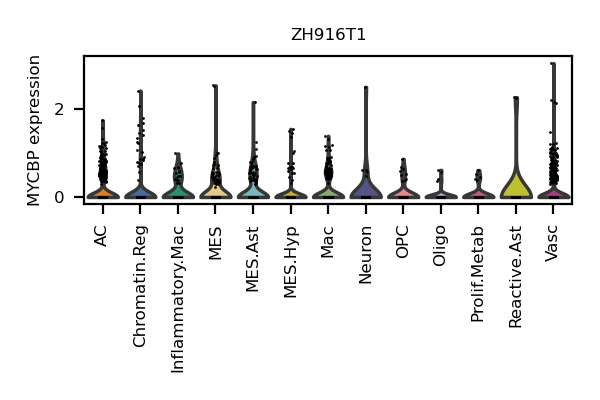 ZH916T1
MYCBP expression
2
0
AC
Chromatin.Reg
Inflammatory.Mac
MES
MES.Ast
MES.Hyp
Mac
Neuron
OPC
Oligo
Prolif.Metab
Reactive.Ast
Vasc